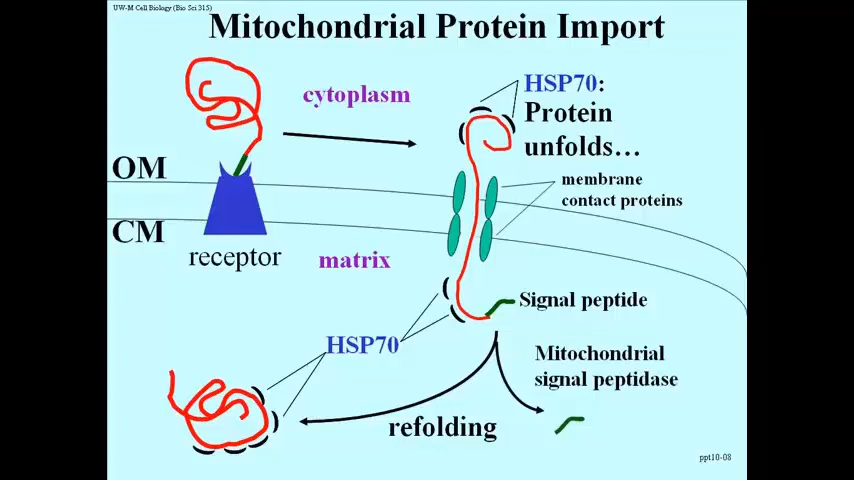 UW-M Cell Biology (Bio Sci 315)
Mitochondrial Protein Import
cytoplasm
HSP70:
Protein
unfolds…
OM
membrane
contact proteins
CM
receptor
matrix
Signal peptide
HSP70
Mitochondrial
signal peptidase
refolding
ppt10-08